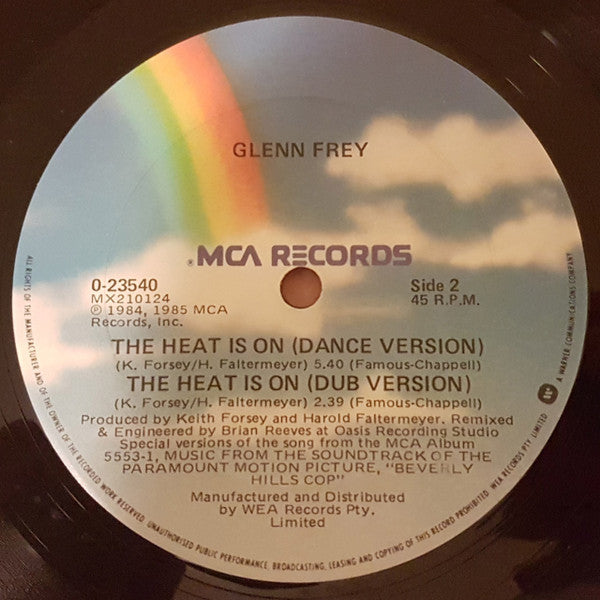 GLENN FREY
®MCA RECORDS
0-23540
MX210124
℗ 1984, 1985 MCA
Records, Inc.
Side 2
45 R.P.M.
THE HEAT IS ON (DANCE VERSION)
(K. Forsey/H. Faltermeyer) 5.40 (Famous-Chappell)
THE HEAT IS ON (DUB VERSION)
(K. Forsey/H. Faltermeyer) 2.39 (Famous-Chappell)
Produced by Keith Forsey and Harold Faltermeyer. Remixed
& Engineered by Brian Reeves at Oasis Recording Studio
Special versions of the song from the MCA Album
5553-1, MUSIC FROM THE SOUNDTRACK OF THE
PARAMOUNT MOTION PICTURE, "BEVERLY
HILLS COP"
Manufactured and Distributed
by WEA Records Pty.
Limited
ALL RIGHTS OF THE MANUFACTURER AND OF THE OWNER OF THE RECORDED WORK RESERVED. UNAUTHORISED PUBLIC PERFORMANCE, BROADCASTING, LEASING AND COPYING OF THIS RECORD PROHIBITED. WEA RECORDS PTY. LIMITED
A WARNER COMMUNICATIONS COMPANY.